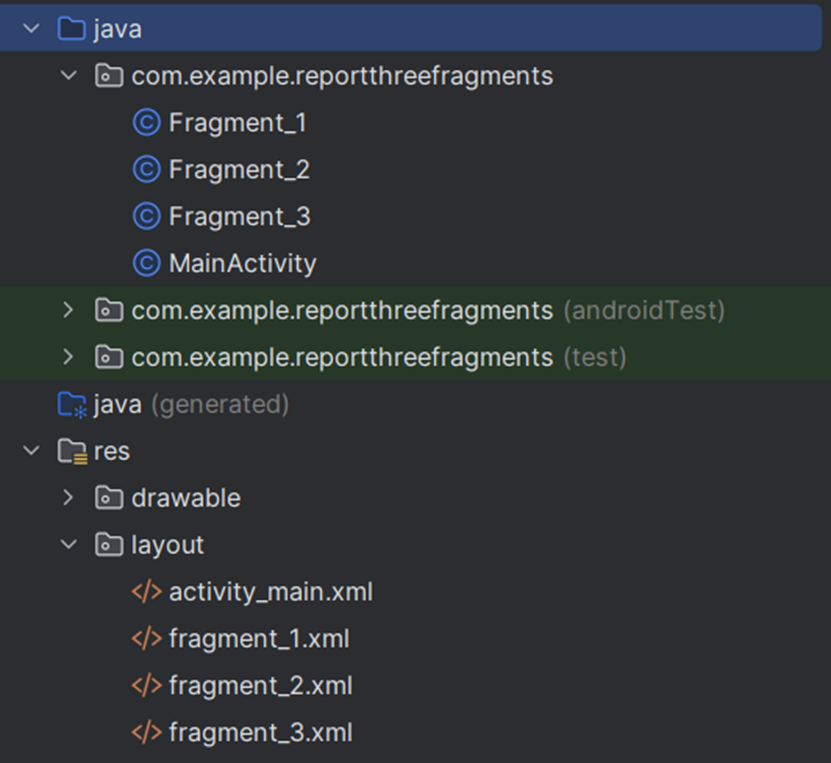 java
com.example.reportthreefragments
Fragment_1
Fragment_2
Fragment_3
MainActivity
com.example.reportthreefragments (androidTest)
com.example.reportthreefragments (test)
java (generated)
res
drawable
layout
activity_main.xml
fragment_1.xml
fragment_2.xml
fragment_3.xml